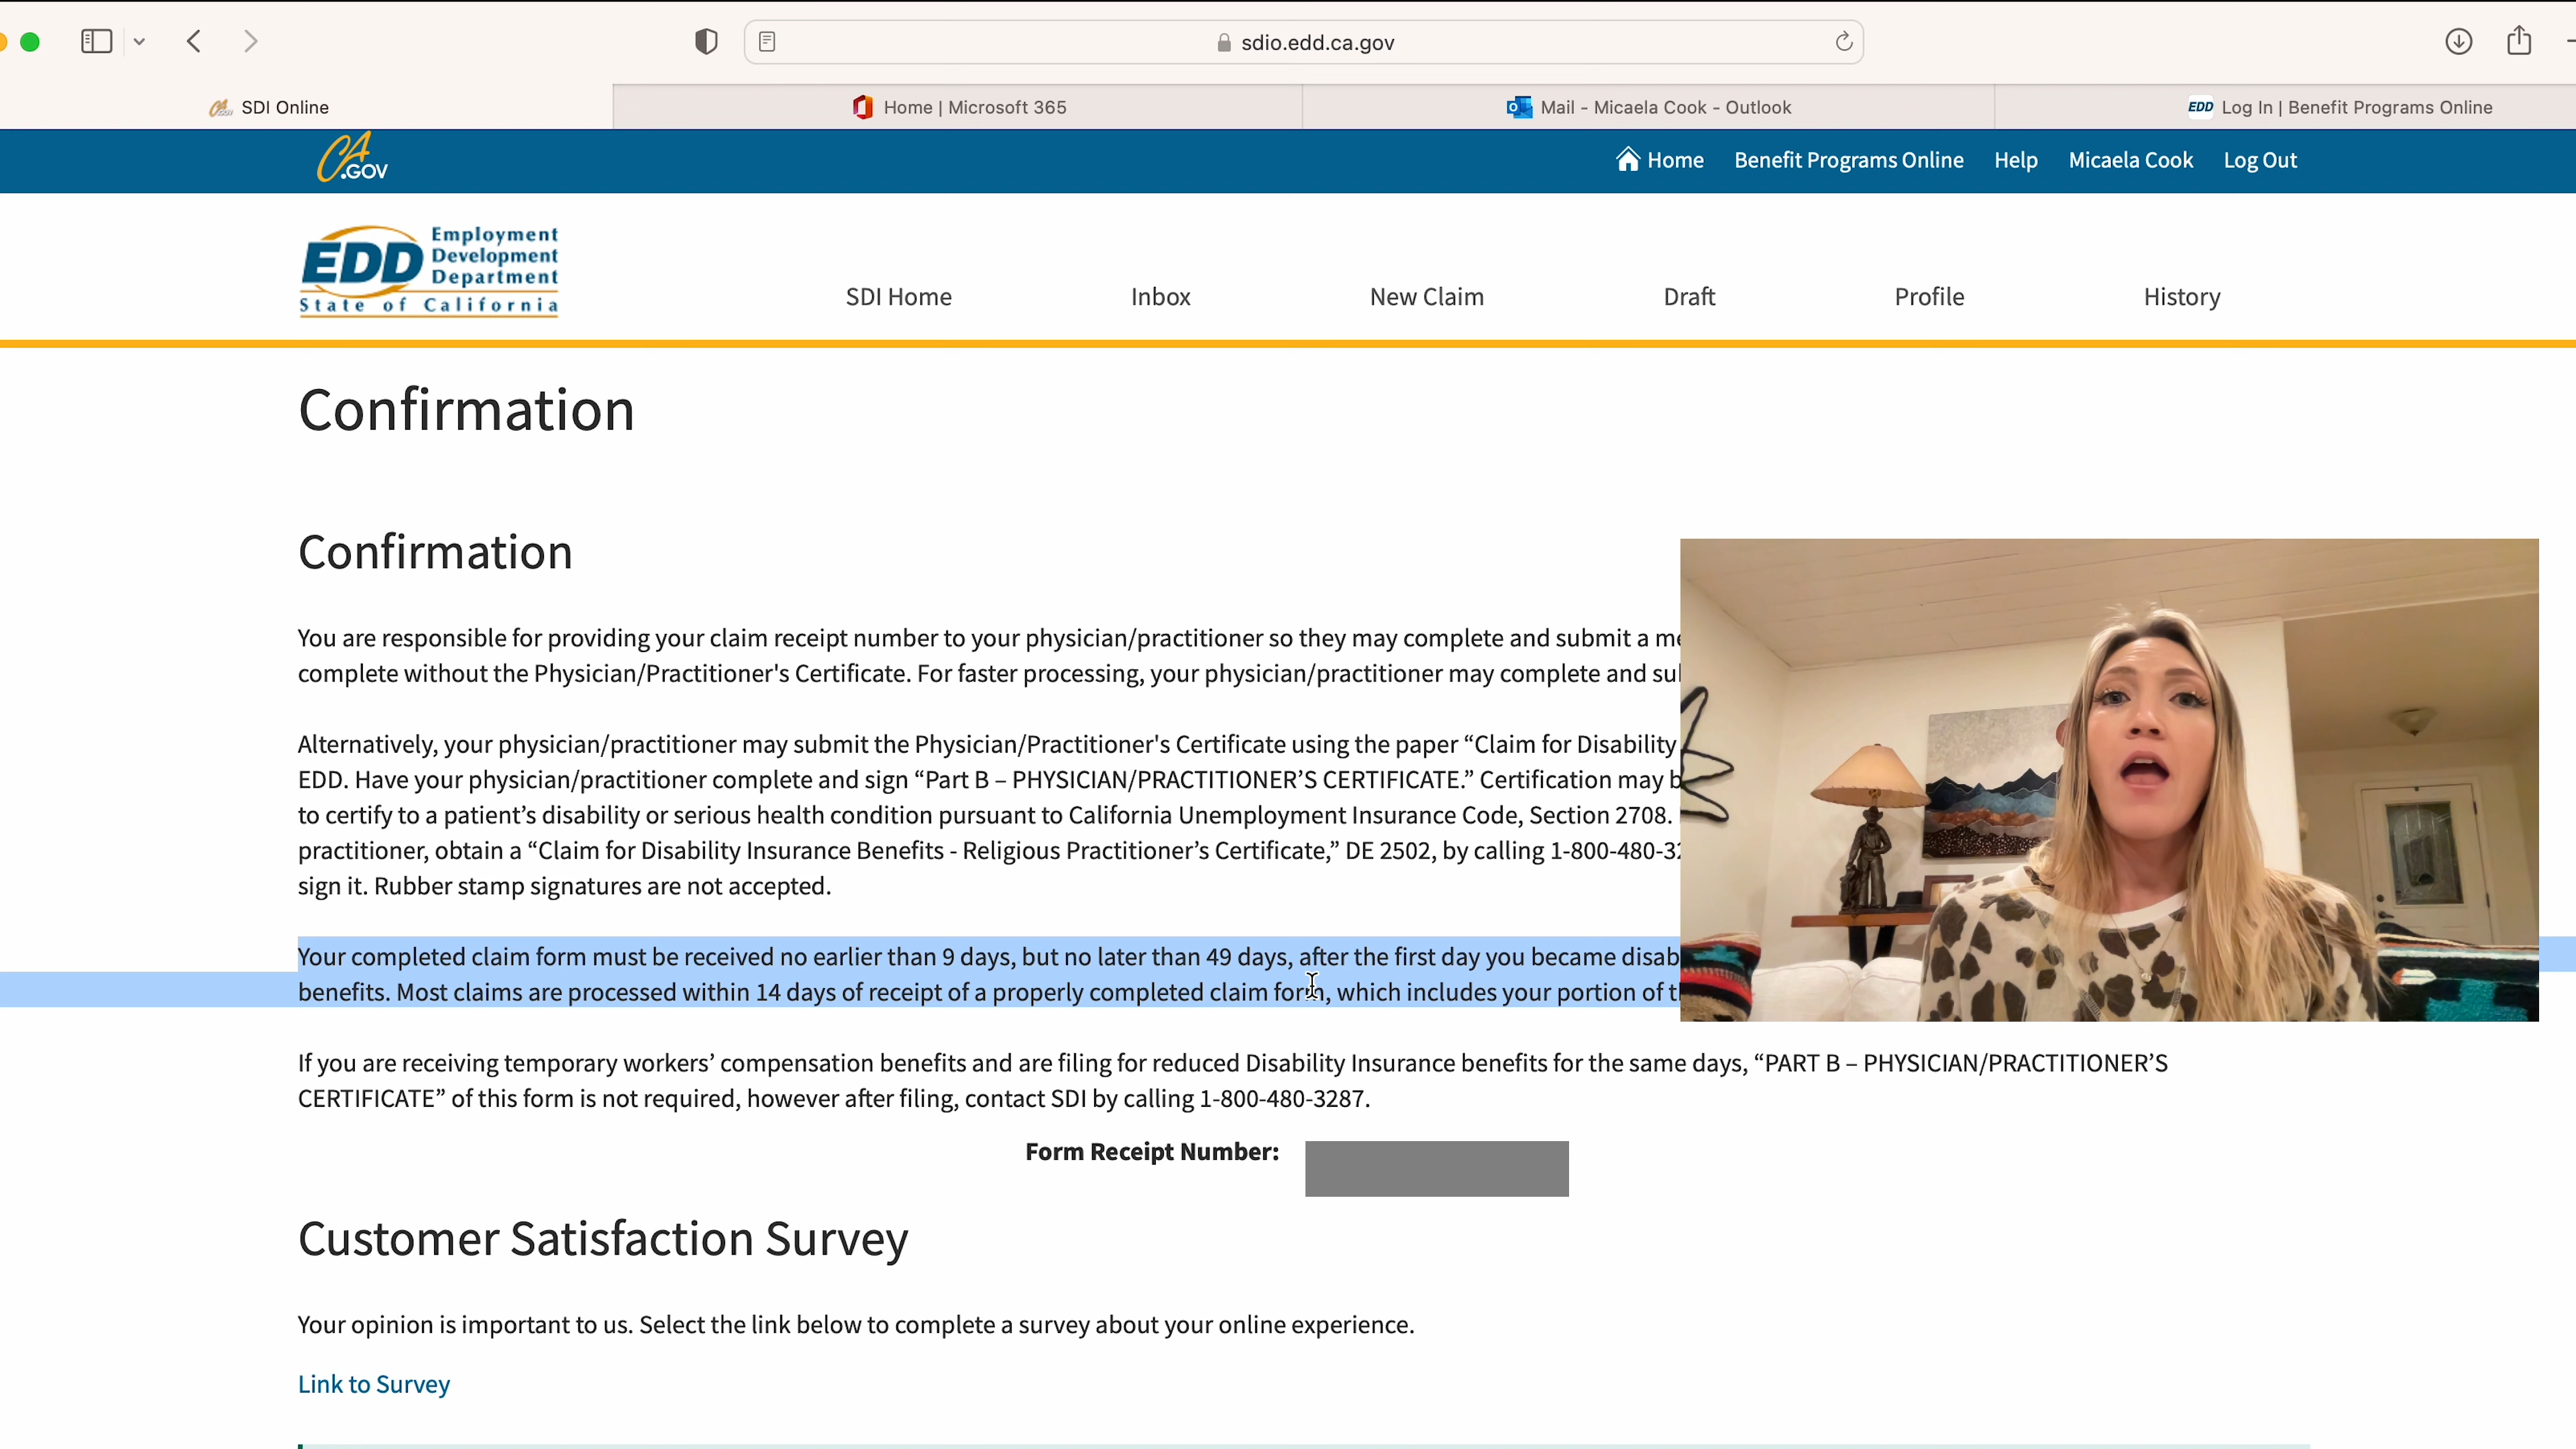 sdio.edd.ca.gov
SDI Online
Home | Microsoft 365
Mail - Micaela Cook - Outlook
EDD Log In | Benefit Programs Online
CA.GOV
Home Benefit Programs Online Help Micaela Cook Log Out
EDD Employment
Development
Department
State of California
SDI Home Inbox New Claim Draft Profile History
Confirmation
Confirmation
You are responsible for providing your claim receipt number to your physician/practitioner so they may complete and submit a
complete without the Physician/Practitioner's Certificate. For faster processing, your physician/practitioner may complete and
Alternatively, your physician/practitioner may submit the Physician/Practitioner's Certificate using the paper “Claim for Disability
EDD. Have your physician/practitioner complete and sign “Part B – PHYSICIAN/PRACTITIONER’S CERTIFICATE.” Certification may
to certify to a patient’s disability or serious health condition pursuant to California Unemployment Insurance Code, Section 2708.
practitioner, obtain a “Claim for Disability Insurance Benefits - Religious Practitioner’s Certificate,” DE 2502, by calling 1-800-480-
sign it. Rubber stamp signatures are not accepted.
Your completed claim form must be received no earlier than 9 days, but no later than 49 days, after the first day you became
benefits. Most claims are processed within 14 days of receipt of a properly completed claim form, which includes your portion of
If you are receiving temporary workers’ compensation benefits and are filing for reduced Disability Insurance benefits for the same days, “PART B – PHYSICIAN/PRACTITIONER’S
CERTIFICATE” of this form is not required, however after filing, contact SDI by calling 1-800-480-3287.
Form Receipt Number:
Customer Satisfaction Survey
Your opinion is important to us. Select the link below to complete a survey about your online experience.
Link to Survey